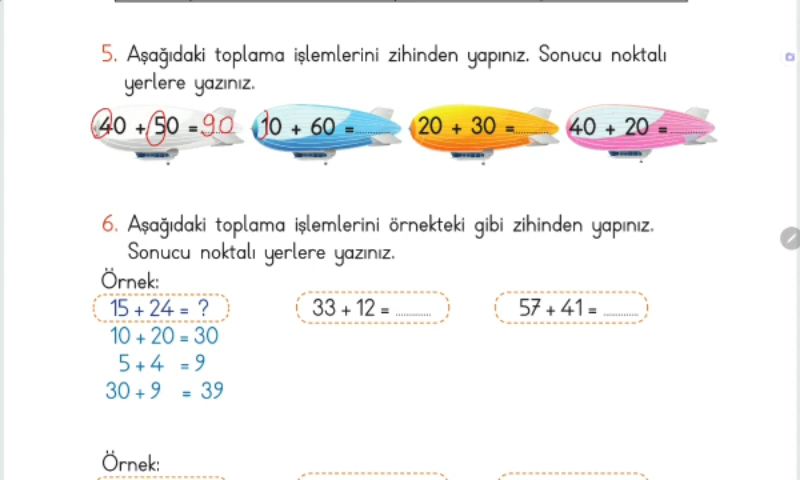 5. Aşağıdaki toplama işlemlerini zihinden yapınız. Sonucu noktalı
yerlere yazınız.
40 + 50 = 90 10 + 60 = ........ 20 + 30 = ........ 40 + 20 = ........
6. Aşağıdaki toplama işlemlerini örnekteki gibi zihinden yapınız.
Sonucu noktalı yerlere yazınız.
Örnek:
15 + 24 = ? 33 + 12 = ........ 57 + 41 = ........
10 + 20 = 30
5 + 4 = 9
30 + 9 = 39
Örnek: